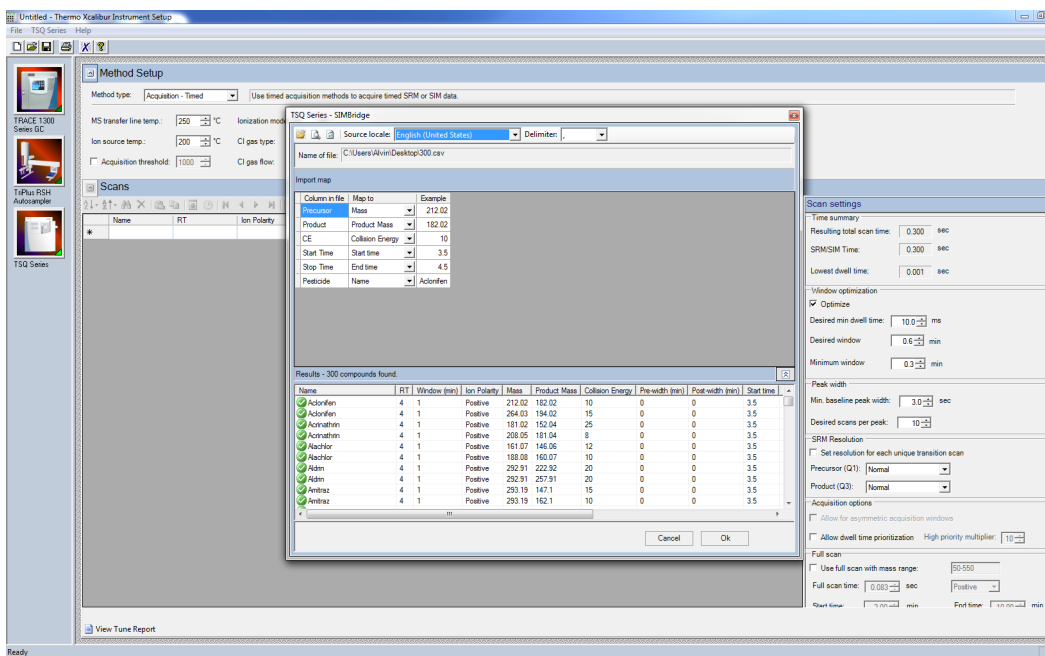 Untitled - Thermo Xcalibur Instrument Setup
File TSQ Series Help
Method Setup
Method type: Acquisition - Timed Use timed acquisition methods to acquire timed SRM or SIM data.
MS transfer line temp.: 250 °C Ionization mode
Ion source temp.: 200 °C CI gas type:
Acquisition threshold: 1000 CI gas flow:
TRACE 1300
Series GC
TriPlus RSH
Autosampler
TSQ Series
Scans
Name RT Ion Polarity
TSQ Series - SIMBridge
Source locale: English (United States) Delimiter: ,
Name of file: C:\Users\Alvin\Desktop\300.csv
Import map
Column in file Map to Example
Precursor Mass 212.02
Product Product Mass 182.02
CE Collision Energy 10
Start Time Start time 3.5
Stop Time End time 4.5
Pesticide Name Aclonifen
Results - 300 compounds found.
Name RT Window (min) Ion Polarity Mass Product Mass Collision Energy Pre-width (min) Post-width (min) Start time
Aclonifen 4 1 Positive 212.02 182.02 10 0 0 3.5
Aclonifen 4 1 Positive 264.03 194.02 15 0 0 3.5
Acrinathrin 4 1 Positive 181.02 152.04 25 0 0 3.5
Acrinathrin 4 1 Positive 208.05 181.04 8 0 0 3.5
Alachlor 4 1 Positive 161.07 146.06 12 0 0 3.5
Alachlor 4 1 Positive 188.08 160.07 10 0 0 3.5
Aldrin 4 1 Positive 292.91 222.92 20 0 0 3.5
Aldrin 4 1 Positive 292.91 257.91 20 0 0 3.5
Amitraz 4 1 Positive 293.19 147.1 15 0 0 3.5
Amitraz 4 1 Positive 293.19 162.1 10 0 0 3.5
Cancel Ok
Scan settings
Time summary
Resulting total scan time: 0.300 sec
SRM/SIM Time: 0.300 sec
Lowest dwell time: 0.001 sec
Window optimization
Optimize
Desired min dwell time: 10.0 ms
Desired window 0.6 min
Minimum window 0.3 min
Peak width
Min. baseline peak width: 3.0 sec
Desired scans per peak: 10
SRM Resolution
Set resolution for each unique transition scan
Precursor (Q1): Normal
Product (Q3): Normal
Acquisition options
Allow for asymmetric acquisition windows
Allow dwell time prioritization High priority multiplier: 10
Full scan
Use full scan with mass range: 50-550
Full scan time: 0.083 sec Positive
Start time: 3.00 min End time: 10.00 min
View Tune Report
Ready